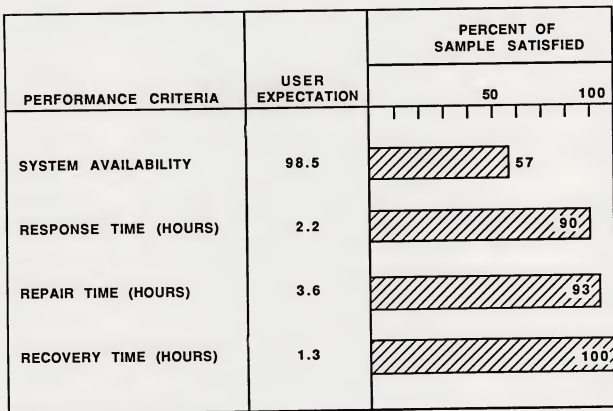 PERCENT OF
SAMPLE SATISFIED
USER
PERFORMANCE CRITERIA EXPECTATION
50 100
SYSTEM AVAILABILITY 98.5 57
RESPONSE TIME (HOURS) 2.2 90
REPAIR TIME (HOURS) 3.6 93
RECOVERY TIME (HOURS) 1.3 100